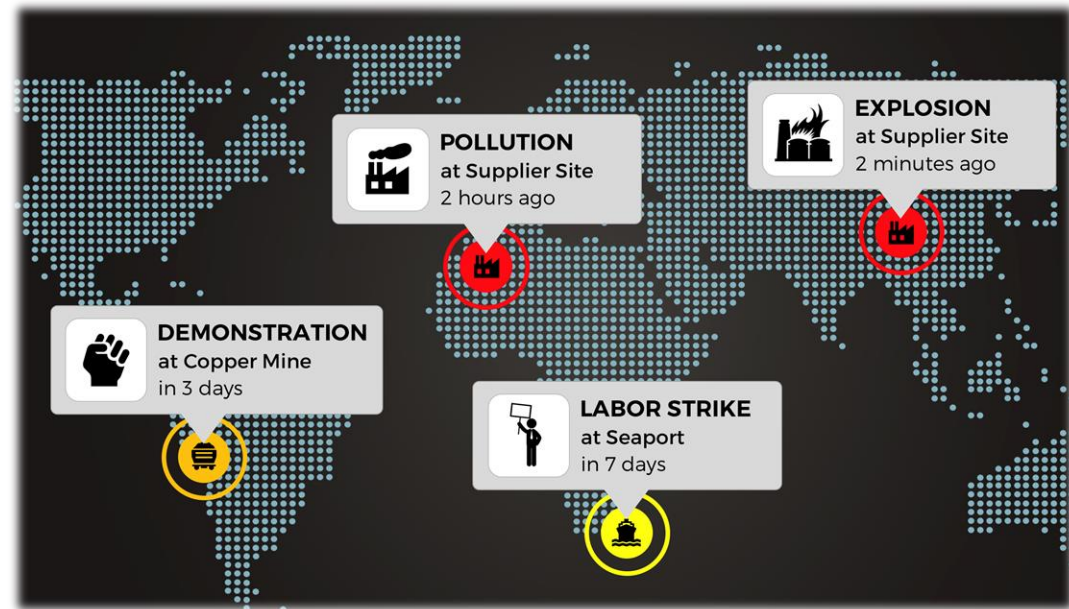 POLLUTION
at Supplier Site
2 hours ago
EXPLOSION
at Supplier Site
2 minutes ago
DEMONSTRATION
at Copper Mine
in 3 days
LABOR STRIKE
at Seaport
in 7 days